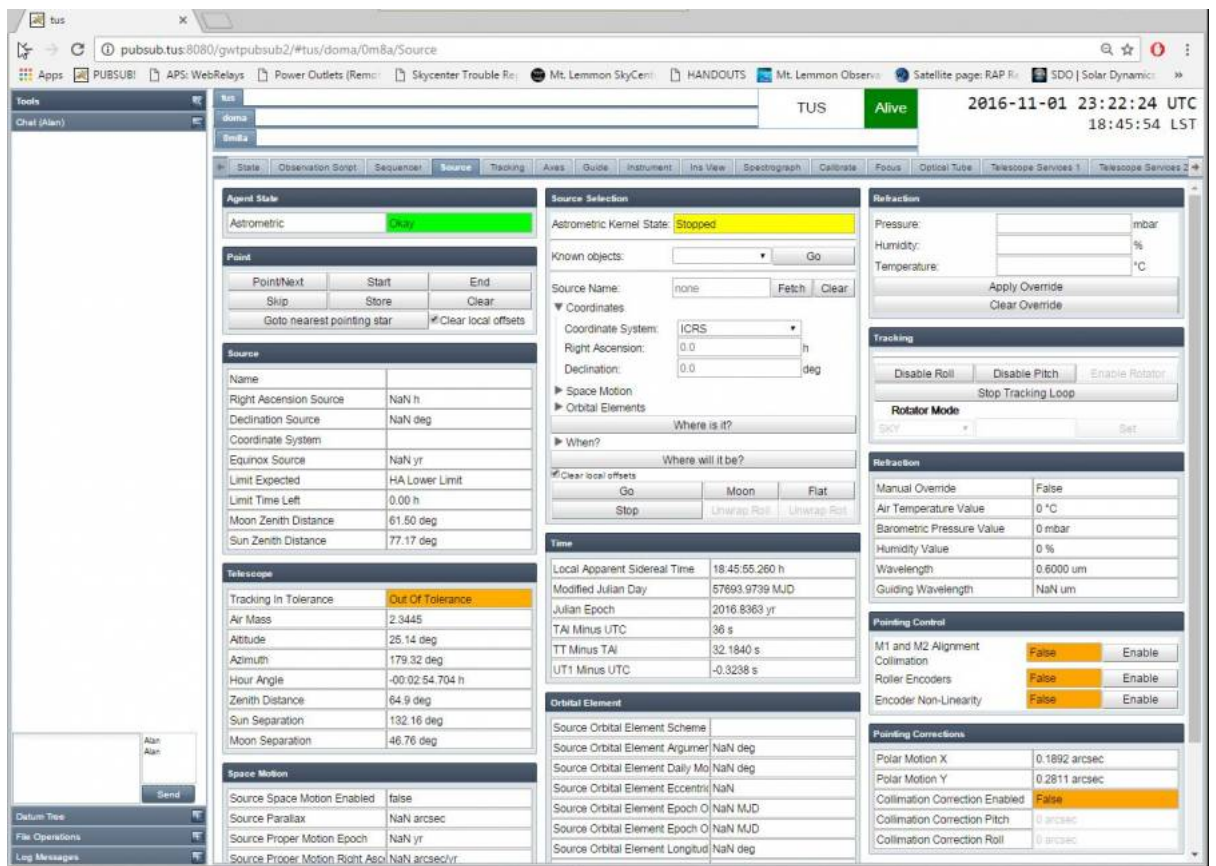 tus
pubsub.tus:8080/gwtpubsub2/#tus/doma/0m8a/Source
Apps PUBSUB! APS: WebRelays Power Outlets (Remo Skycenter Trouble Re Mt. Lemmon SkyCent HANDOUTS Mt. Lemmon Observa Satellite page: RAP R SDO | Solar Dynamic »
Tools
Chat (Alan)
Alan
Alan
Send
Datum Tree
File Operations
Log Messages
tus
doma
0m8a
TUS
Alive
2016-11-01 23:22:24 UTC
18:45:54 LST
State Observation Script Sequencer Source Tracking Axes Guide Instrument Ins View Spectrograph Calibrate Focus Optical Tube Telescope Services 1 Telescope Services 2
Agent State
Astrometric Okay
Point
Point/Next Start End
Skip Store Clear
Goto nearest pointing star Clear local offsets
Source
Name
Right Ascension Source NaN h
Declination Source NaN deg
Coordinate System
Equinox Source NaN yr
Limit Expected HA Lower Limit
Limit Time Left 0.00 h
Moon Zenith Distance 61.50 deg
Sun Zenith Distance 77.17 deg
Telescope
Tracking In Tolerance Out Of Tolerance
Air Mass 2.3445
Altitude 25.14 deg
Azimuth 179.32 deg
Hour Angle -00:02:54.704 h
Zenith Distance 64.9 deg
Sun Separation 132.16 deg
Moon Separation 46.76 deg
Space Motion
Source Space Motion Enabled false
Source Parallax NaN arcsec
Source Proper Motion Epoch NaN yr
Source Proper Motion Right Asc NaN arcsec/yr
Source Selection
Astrometric Kernel State: Stopped
Known objects: Go
Source Name: none Fetch Clear
Coordinates
Coordinate System: ICRS
Right Ascension: 0.0 h
Declination: 0.0 deg
Space Motion
Orbital Elements
Where is it?
When?
Where will it be?
Clear local offsets
Go Moon Flat
Stop Unwrap Roll Unwrap Rot
Time
Local Apparent Sidereal Time 18:45:55.260 h
Modified Julian Day 57693.9739 MJD
Julian Epoch 2016.8363 yr
TAI Minus UTC 36 s
TT Minus TAI 32.1840 s
UT1 Minus UTC -0.3238 s
Orbital Element
Source Orbital Element Scheme
Source Orbital Element Argumer NaN deg
Source Orbital Element Daily Mo NaN deg
Source Orbital Element Eccentric NaN
Source Orbital Element Epoch O NaN MJD
Source Orbital Element Epoch O NaN MJD
Source Orbital Element Longitud NaN deg
Refraction
Pressure: mbar
Humidity: %
Temperature: °C
Apply Override
Clear Override
Tracking
Disable Roll Disable Pitch Enable Rotator
Stop Tracking Loop
Rotator Mode
SKY Set
Refraction
Manual Override False
Air Temperature Value 0 °C
Barometric Pressure Value 0 mbar
Humidity Value 0 %
Wavelength 0.6000 um
Guiding Wavelength NaN um
Pointing Control
M1 and M2 Alignment
Collimation False Enable
Roller Encoders False Enable
Encoder Non-Linearity False Enable
Pointing Corrections
Polar Motion X 0.1892 arcsec
Polar Motion Y 0.2811 arcsec
Collimation Correction Enabled False
Collimation Correction Pitch 0 arcsec
Collimation Correction Roll 0 arcsec